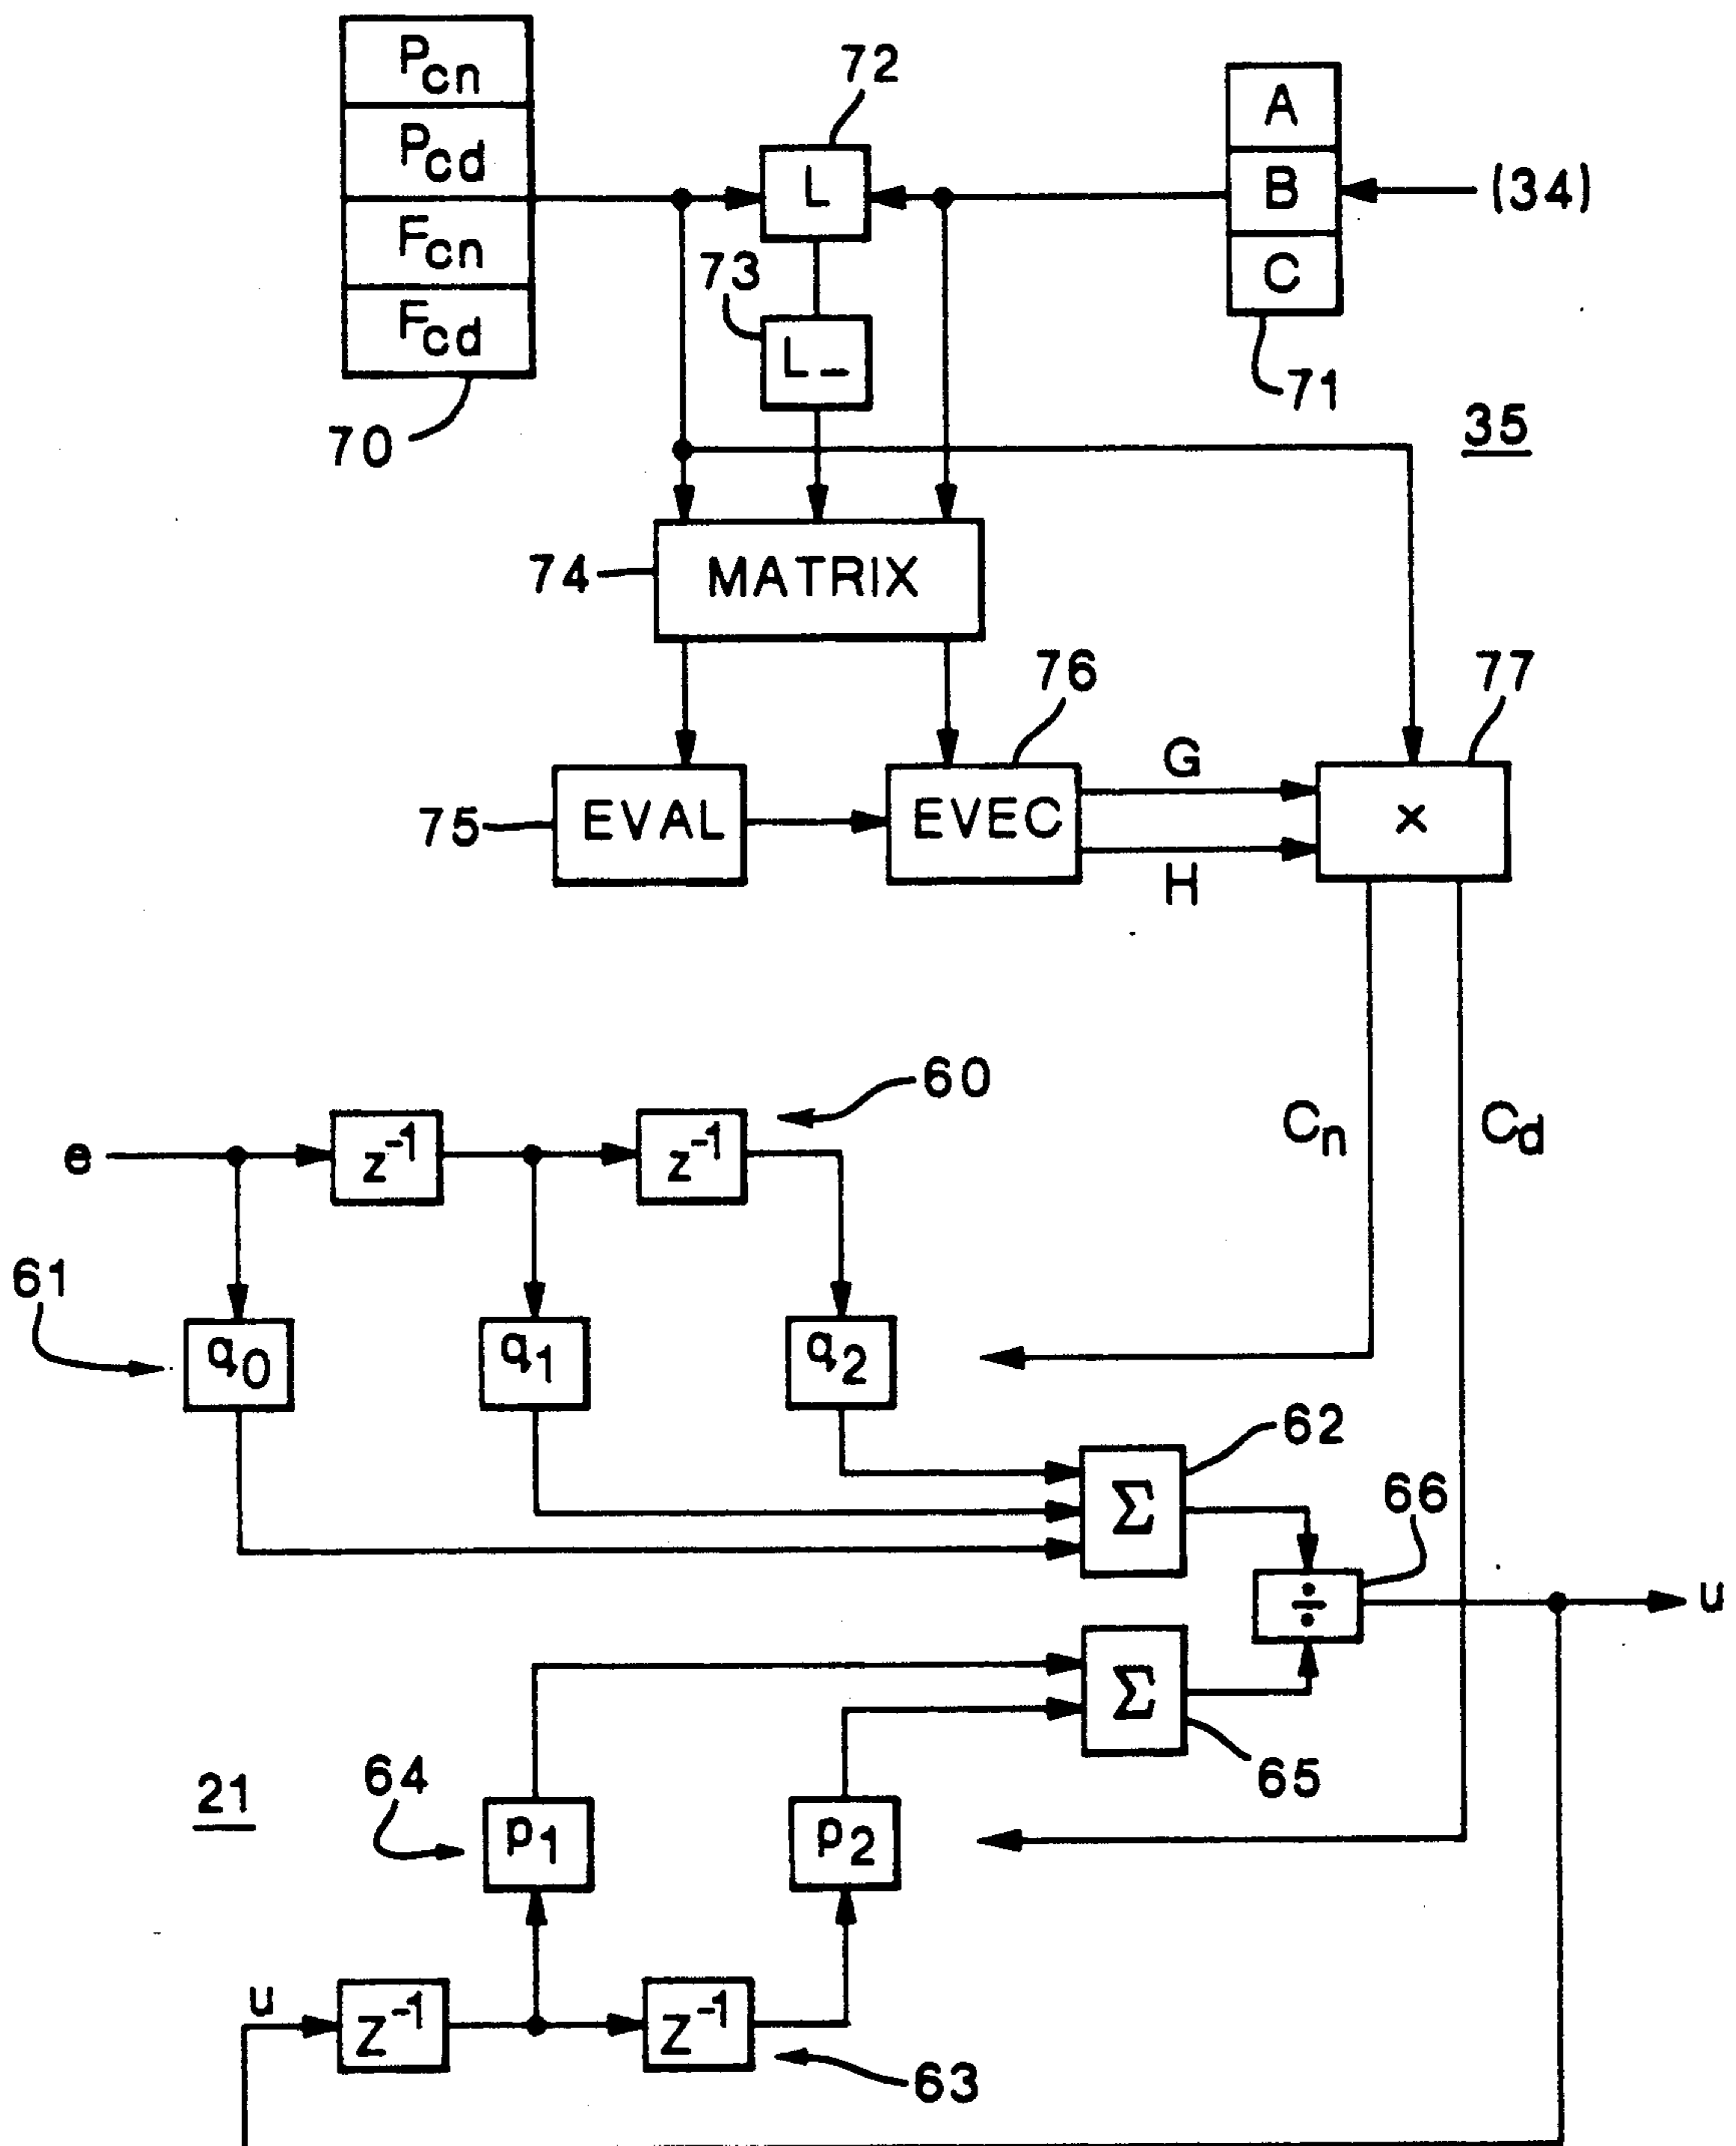 Pcn
Pcd
Fcn
Fcd
70
72
L
73
L–
A
B
C
(34)
71
35
74
MATRIX
75
EVAL
76
EVEC
G
H
77
×
Cn
Cd
60
e
z⁻¹
z⁻¹
61
q0
q1
q2
62
Σ
66
÷
u
Σ
65
64
21
p1
p2
u
z⁻¹
z⁻¹
63